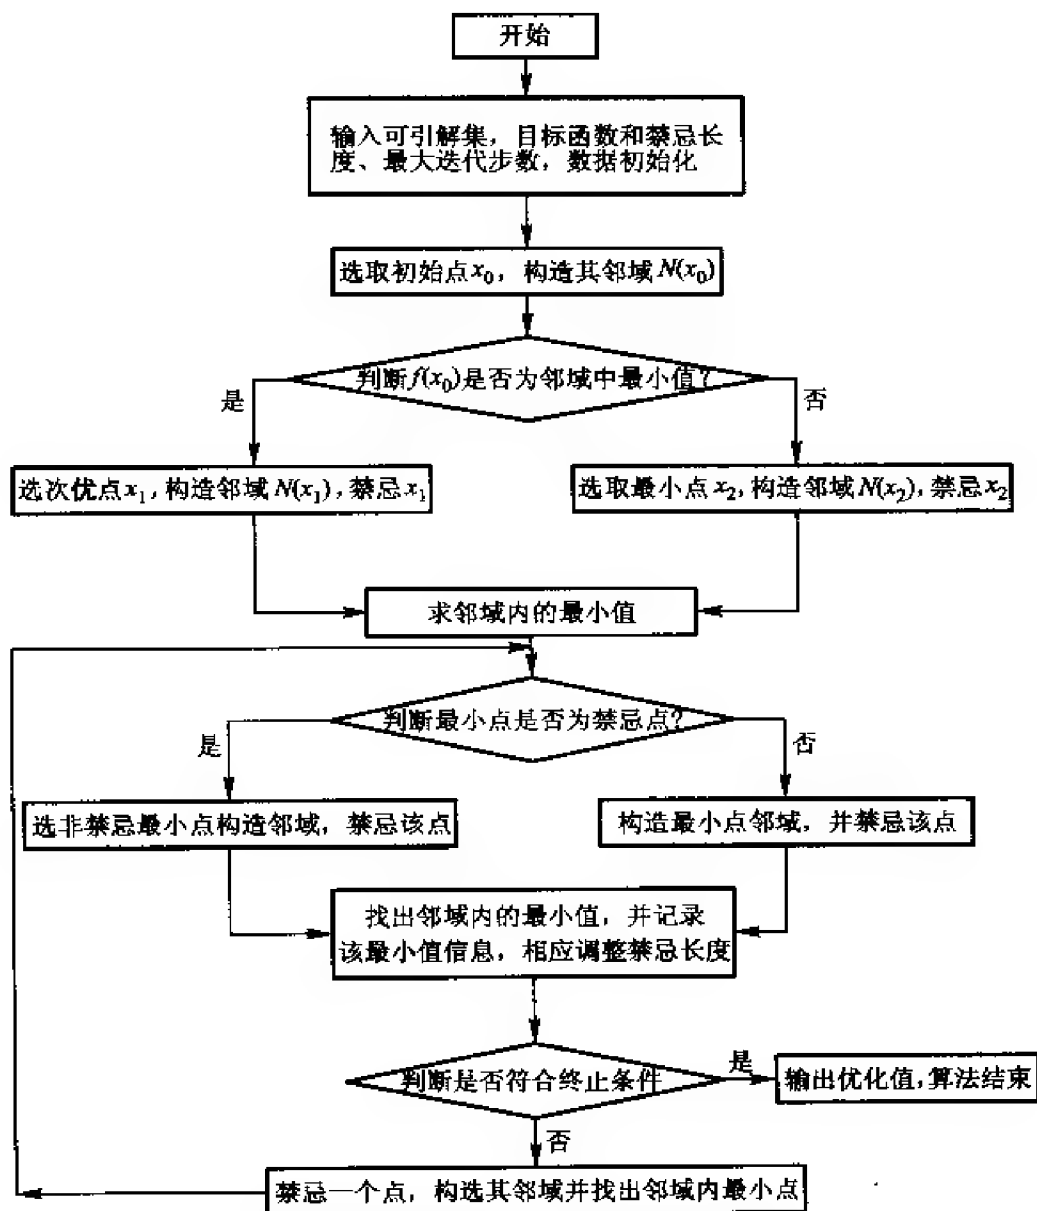 开始
输入可引解集，目标函数和禁忌长
度、最大迭代步数，数据初始化
选取初始点x₀，构造其邻域N(x₀)
判断f(x₀)是否为邻域中最小值？
是
否
选次优点x₁，构造邻域N(x₁)，禁忌x₁
选取最小点x₂，构造邻域N(x₂)，禁忌x₂
求邻域内的最小值
判断最小点是否为禁忌点？
是
否
选非禁忌最小点构造邻域，禁忌该点
构造最小点邻域，并禁忌该点
找出邻域内的最小值，并记录
该最小值信息，相应调整禁忌长度
判断是否符合终止条件
是
输出优化值，算法结束
否
禁忌一个点，构选其邻域并找出邻域内最小点